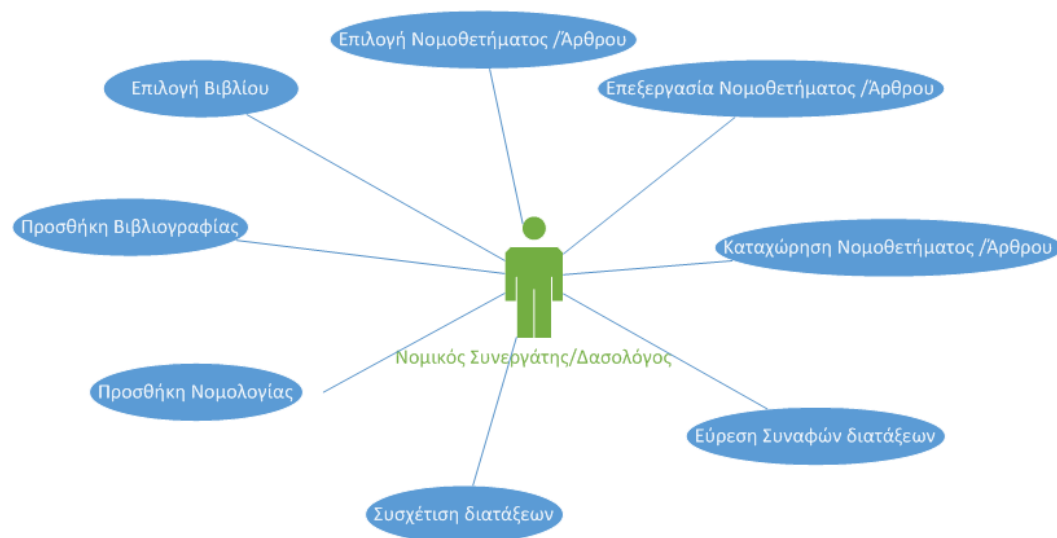 Επιλογή Νομοθετήματος /Άρθρου
Επιλογή Βιβλίου
Επεξεργασία Νομοθετήματος /Άρθρου
Προσθήκη Βιβλιογραφίας
Καταχώρηση Νομοθετήματος /Άρθρου
Νομικός Συνεργάτης/Δασολόγος
Προσθήκη Νομολογίας
Εύρεση Συναφών διατάξεων
Συσχέτιση διατάξεων